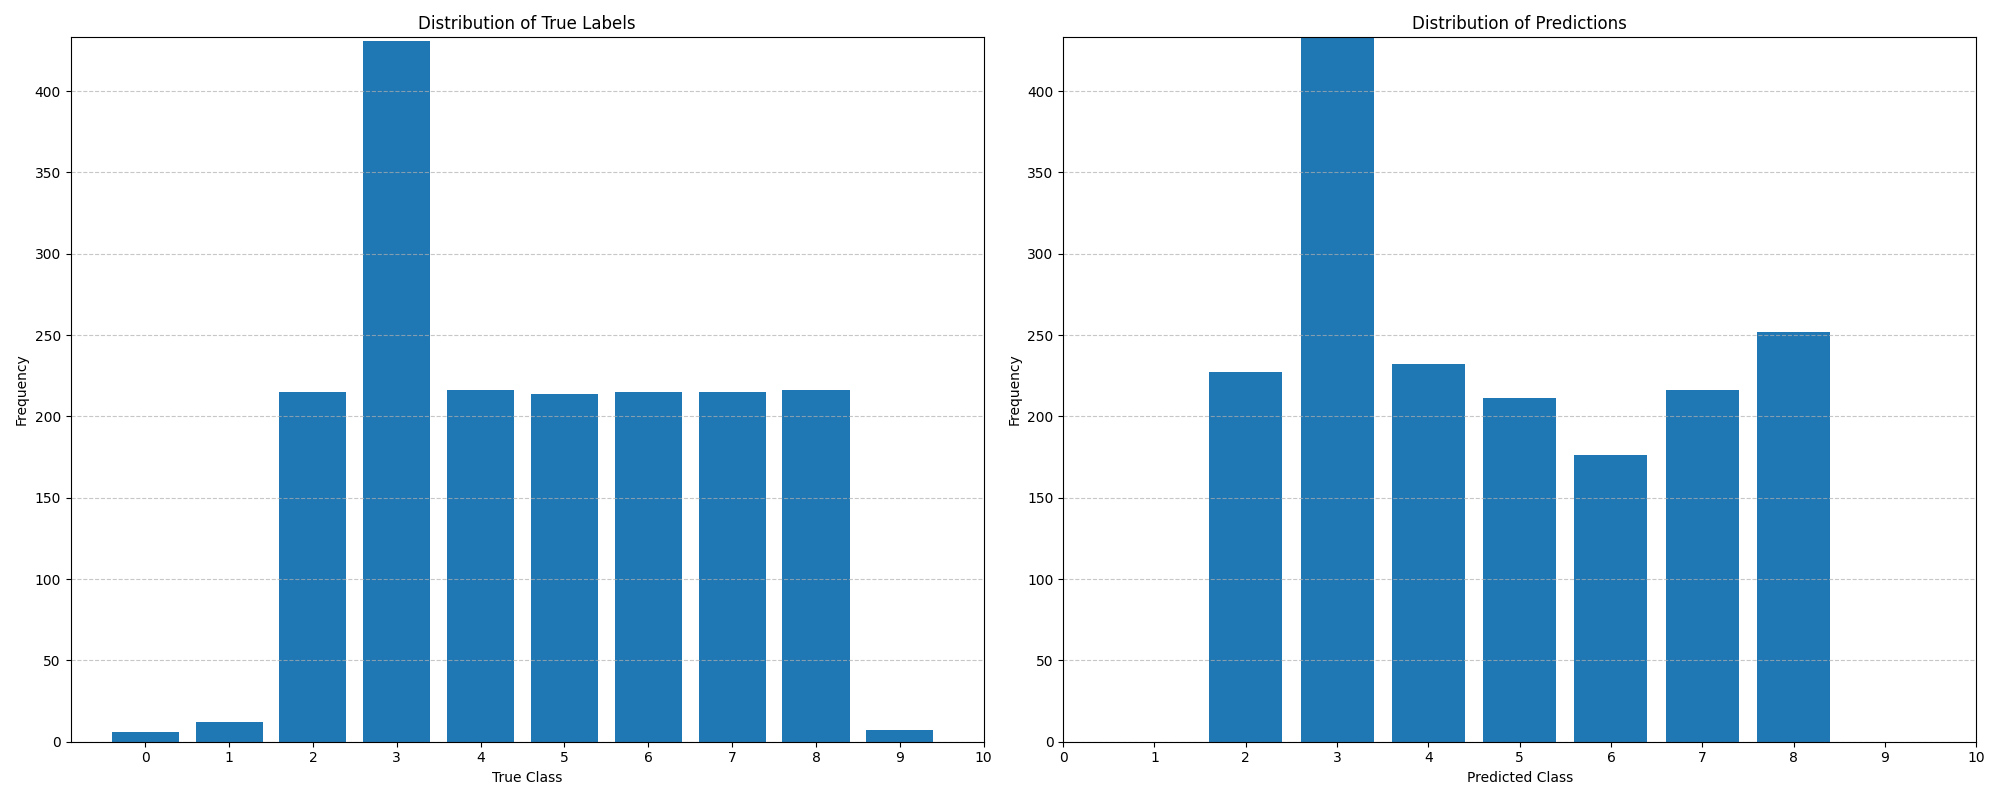 Distribution of True Labels
Frequency
400
350
300
250
200
150
100
50
0
0 1 2 3 4 5 6 7 8 9 10
True Class
Distribution of Predictions
Frequency
400
350
300
250
200
150
100
50
0
0 1 2 3 4 5 6 7 8 9 10
Predicted Class